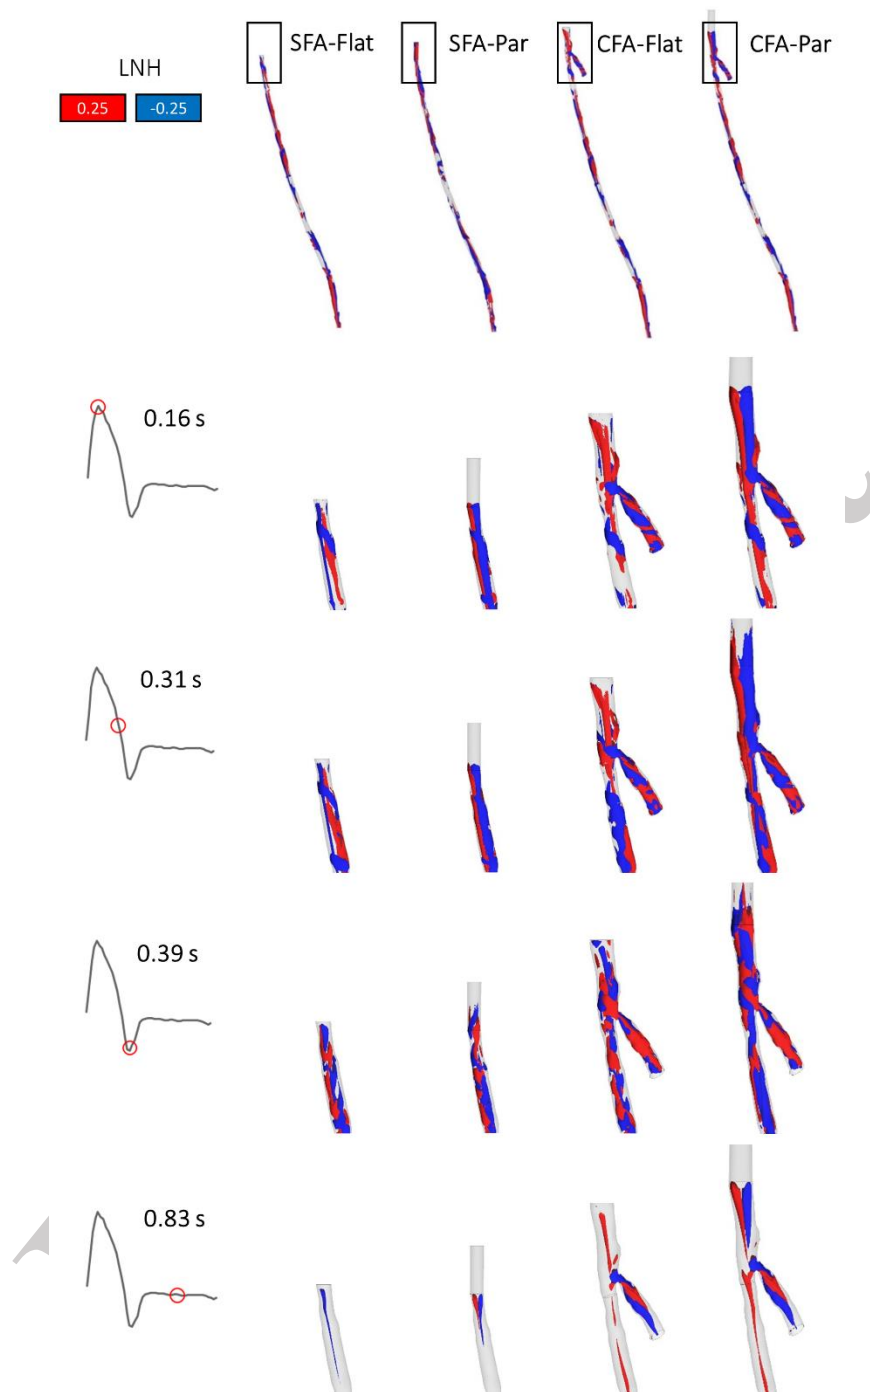 SFA-Flat SFA-Par CFA-Flat CFA-Par
LNH
0.25 -0.25
0.16 s
0.31 s
0.39 s
0.83 s